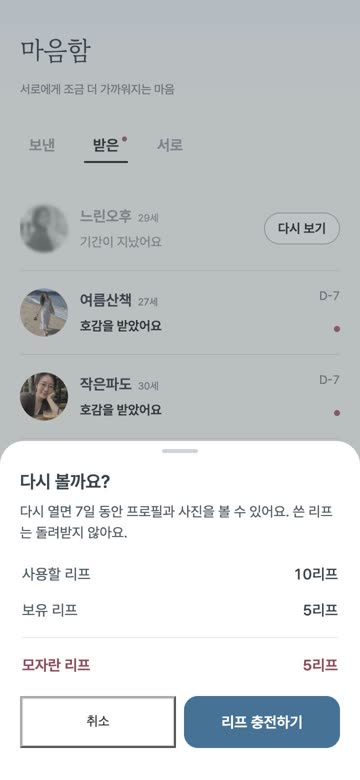 마음함
서로에게 조금 더 가까워지는 마음
보낸 받은 서로
느린오후 29세
기간이 지났어요
다시 보기
여름산책 27세
호감을 받았어요
D-7
작은파도 30세
호감을 받았어요
D-7
다시 볼까요?
다시 열면 7일 동안 프로필과 사진을 볼 수 있어요. 쓴 리프
는 돌려받지 않아요.
사용할 리프 10리프
보유 리프 5리프
모자란 리프 5리프
취소 리프 충전하기